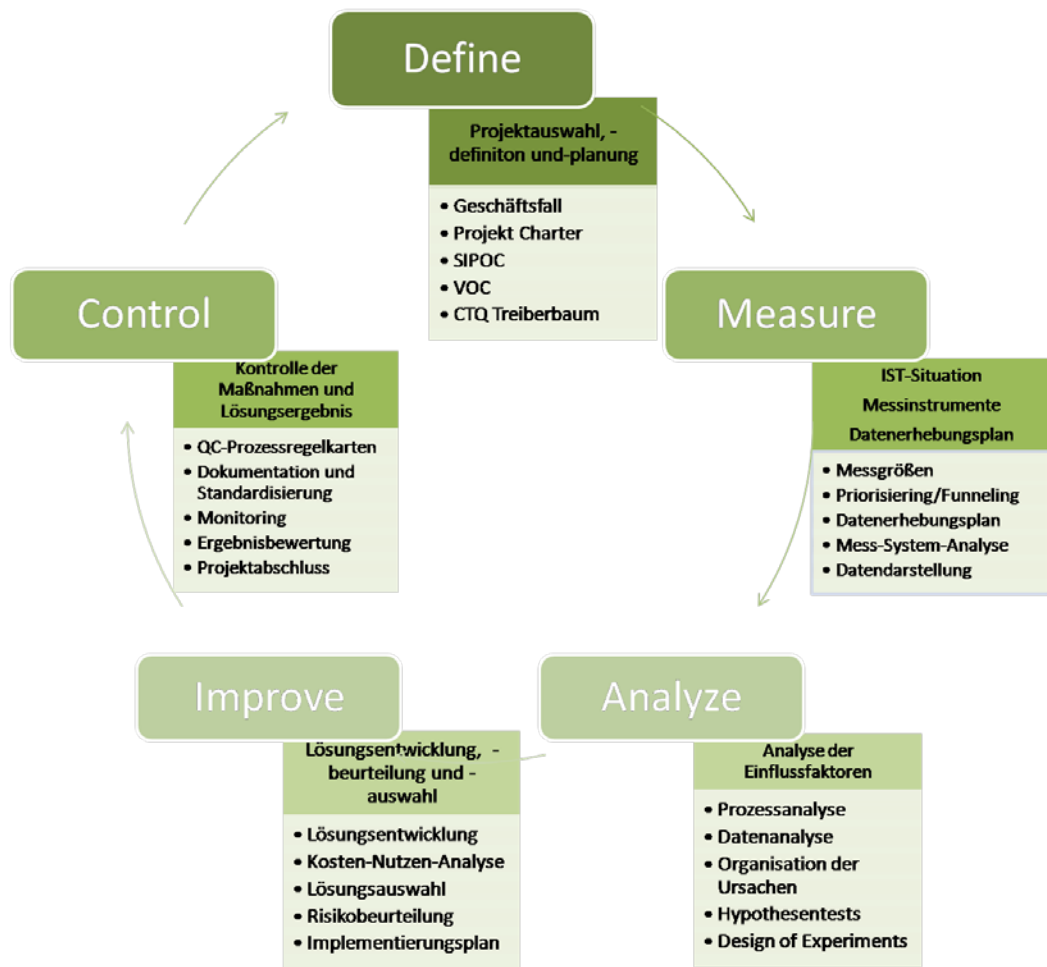 Define
Projektauswahl, -
definiton und-planung
• Geschäftsfall
• Projekt Charter
• SIPOC
• VOC
• CTQ Treiberbaum
Measure
IST-Situation
Messinstrumente
Datenerhebungsplan
• Messgrößen
• Priorisiering/Funneling
• Datenerhebungsplan
• Mess-System-Analyse
• Datendarstellung
Analyze
Analyse der
Einflussfaktoren
• Prozessanalyse
• Datenanalyse
• Organisation der
Ursachen
• Hypothesentests
• Design of Experiments
Improve
Lösungsentwicklung, -
beurteilung und -
auswahl
• Lösungsentwicklung
• Kosten-Nutzen-Analyse
• Lösungsauswahl
• Risikobeurteilung
• Implementierungsplan
Control
Kontrolle der
Maßnahmen und
Lösungsergebnis
• QC-Prozessregelkarten
• Dokumentation und
Standardisierung
• Monitoring
• Ergebnisbewertung
• Projektabschluss